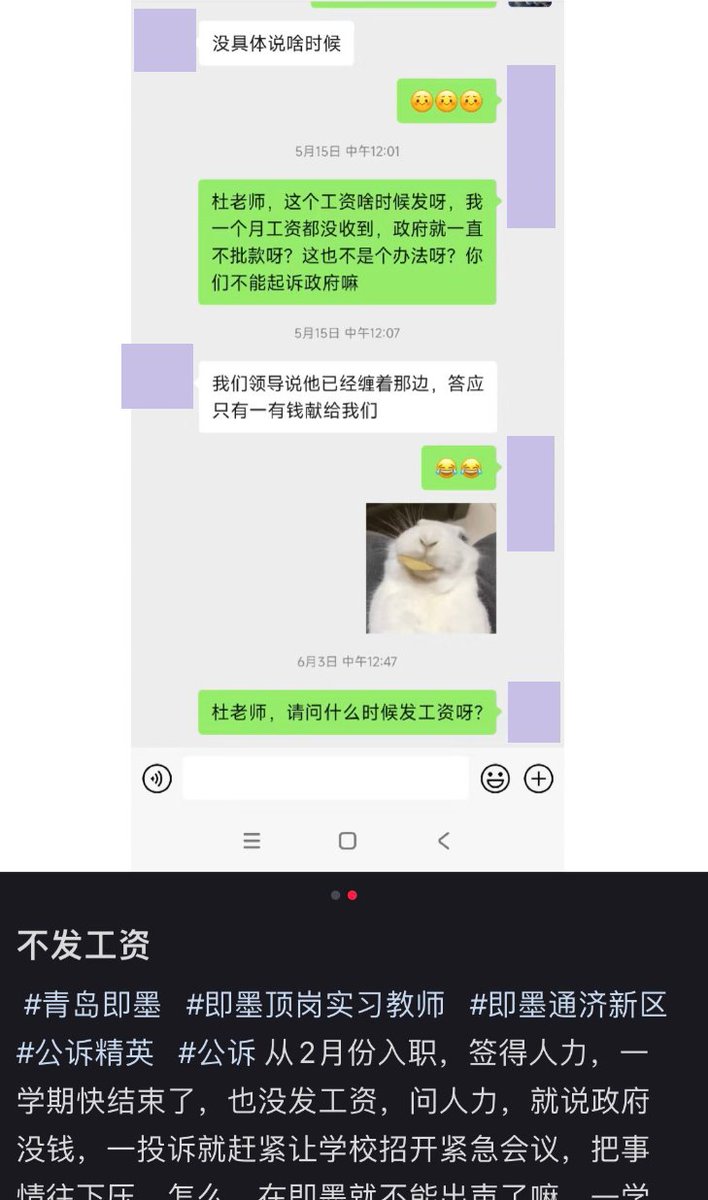 没具体说啥时候
5月15日 中午12:01
杜老师，这个工资啥时候发呀，我
一个月工资都没收到，政府就一直
不批款呀？这也不是个办法呀？你
们不能起诉政府嘛
5月15日 中午12:07
我们领导说他已经缠着那边，答应
只有一有钱献给我们
6月3日 中午12:47
杜老师，请问什么时候发工资呀？
不发工资
#青岛即墨 #即墨顶岗实习教师 #即墨通济新区
#公诉精英 #公诉 从2月份入职，签得人力，一
学期快结束了，也没发工资，问人力，就说政府
没钱，一投诉就赶紧让学校招开紧急会议，把事
情往下压，怎么，在即墨就不能出声了嘛，一学